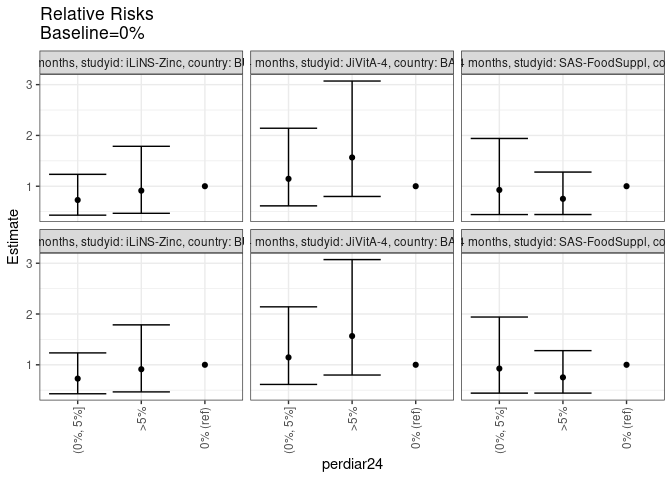 Relative Risks
Baseline=0%
months, studyid: iLiNS-Zinc, country: BU
months, studyid: JiVitA-4, country: BA
4 months, studyid: SAS-FoodSuppl, co
3
2
1
months, studyid: iLiNS-Zinc, country: BU
months, studyid: JiVitA-4, country: BA
4 months, studyid: SAS-FoodSuppl, co
3
2
1
Estimate
(0%, 5%]
>5%
0% (ref)
(0%, 5%]
>5%
0% (ref)
(0%, 5%]
>5%
0% (ref)
perdiar24